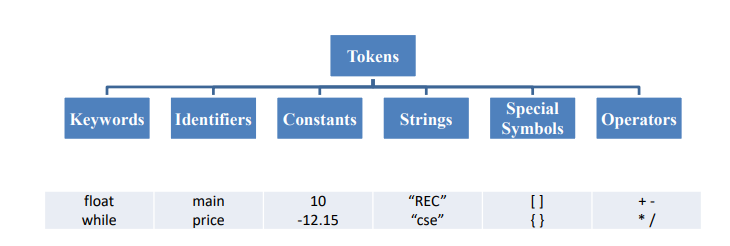 Tokens
Keywords Identifiers Constants Strings Special Symbols Operators
float main 10 “REC” [ ] + -
while price -12.15 “cse” { } * /